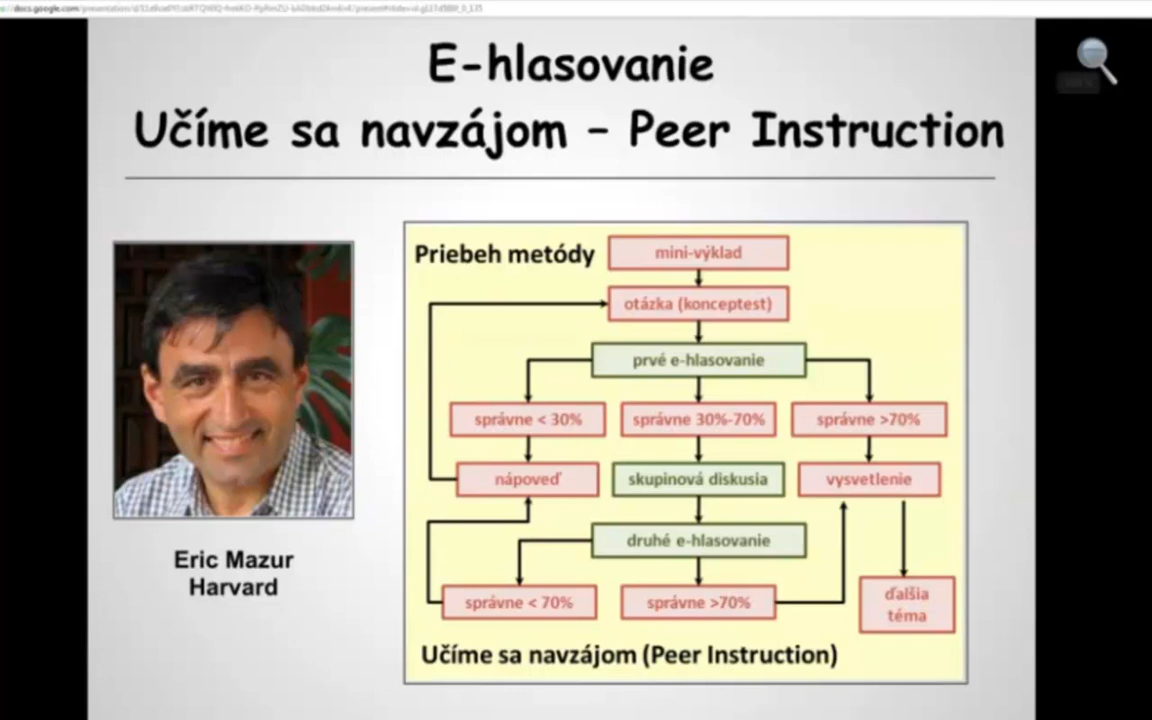 E-hlasovanie
Učíme sa navzájom – Peer Instruction
Priebeh metódy
mini-výklad
otázka (konceptest)
prvé e-hlasovanie
správne < 30%
správne 30%-70%
správne >70%
nápoveď
skupinová diskusia
vysvetlenie
druhé e-hlasovanie
správne < 70%
správne >70%
ďalšia
téma
Učíme sa navzájom (Peer Instruction)
Eric Mazur
Harvard